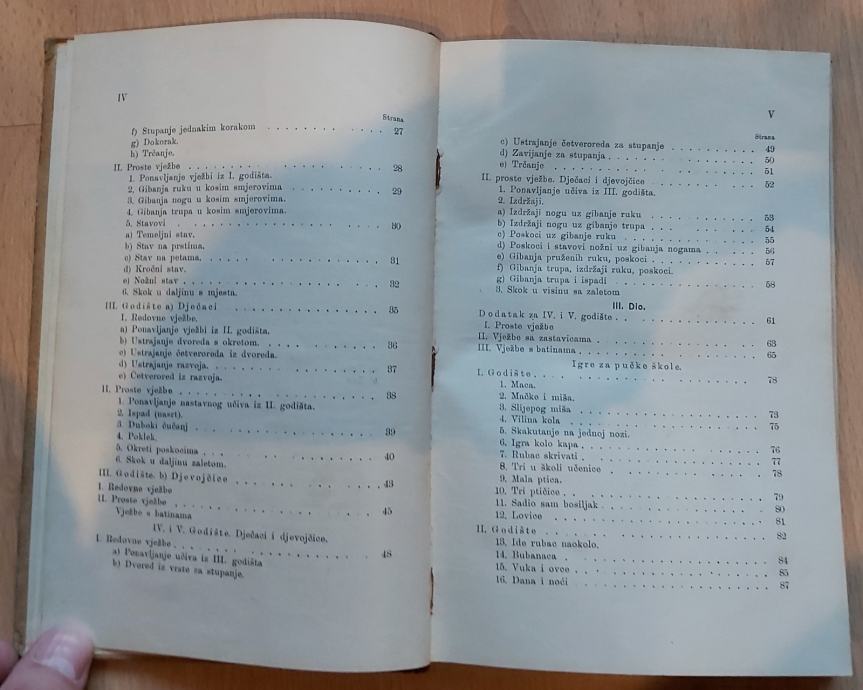 IV
Strana
f) Stupanje jednakim korakom . . . . . . . . . . . . 27
g) Dokorak.
h) Trčanje.
II. Proste vježbe . . . . . . . . . . . . 28
1. Ponavljanje vježbi iz I. godišta.
2. Gibanja ruku u kosim smjerovima . . . . . . . . . . . . 29
3. Gibanja nogu u kosim smjerovima.
4. Gibanja trupa u kosim smjerovima.
5. Stavovi . . . . . . . . . . . . 30
a) Temeljni stav.
b) Stav na prstima.
c) Stav na petama. . . . . . . . . . . . . 31
d) Kročni stav.
e) Nožni stav . . . . . . . . . . . . 32
6. Skok u daljinu s mjesta.
III. Godište a) Dječaci . . . . . . . . . . . . 35
I. Redovne vježbe.
a) Ponavljanje vježbi iz II. godišta.
b) Ustrajanje dvoreda s okretom. . . . . . . . . . . . . 36
c) Ustrajanje četveroreda iz dvoreda.
d) Ustrajanje razvoja. . . . . . . . . . . . . 37
e) Četvored iz razvoja.
II. Proste vježbe . . . . . . . . . . . . 38
1. Ponavljanje nastavnog učiva iz II. godišta.
2. Ispad (nasrt).
3. Duboki čučanj . . . . . . . . . . . . 39
4. Poklek.
5. Okreti poskocima . . . . . . . . . . . . 40
6. Skok u daljinu zaletom.
III. Godište. b) Djevojčice . . . . . . . . . . . . 43
I. Redovne vježbe
II. Proste vježbe . . . . . . . . . . . . 45
Vježbe s batinama
IV. i V. Godište. Dječaci i djevojčice.
I. Redovne vježbe . . . . . . . . . . . . 48
a) Ponavljanje učiva iz III. godišta
b) Dvored iz vrste za stupanje.
V
Strana
c) Ustrajanje četveroreda za stupanje . . . . . . . . . 49
d) Zavijanje za stupanja . . . . . . . . . . . . 50
e) Trčanje . . . . . . . . . . . . 51
II. proste vježbe. Dječaci i djevojčice . . . . . . . . . . . . 52
1. Ponavljanje učiva iz III. godišta.
2. Izdržaji.
a) Izdržaji nogu uz gibanje ruku . . . . . . . . . . . . 53
b) Izdržaji nogu uz gibanje trupa . . . . . . . . . . . . 54
c) Poskoci uz gibanje ruku . . . . . . . . . . . . 55
d) Poskoci i stavovi nožni uz gibanja nogama . . . . . . . 56
e) Gibanja pruženih ruku, poskoci . . . . . . . . . . . . 57
f) Gibanja trupa, izdržaji ruku, poskoci.
g) Gibanja trupa i ispadi . . . . . . . . . . . . 58
3. Skok u visinu sa zaletom
III. Dio.
Dodatak za IV. i V. godište . . . . . . . . . . . . 61
I. Proste vježbe
II. Vježbe sa zastavicama . . . . . . . . . . . . 63
III. Vježbe s batinama . . . . . . . . . . . . 65
Igre za pučke škole.
I. Godište . . . . . . . . . . . . 73
1. Maca.
2. Mačke i miša.
3. Slijepog miša . . . . . . . . . . . . 73
4. Vilina kola . . . . . . . . . . . . 75
5. Skakutanje na jednoj nozi.
6. Igra kolo kapa . . . . . . . . . . . . 76
7. Rubac skrivati . . . . . . . . . . . . 77
8. Tri u školi učenice . . . . . . . . . . . . 78
9. Mala ptica.
10. Tri ptičice . . . . . . . . . . . . 79
11. Sadio sam bosiljak . . . . . . . . . . . . 80
12. Lovice . . . . . . . . . . . . 81
II. Godište . . . . . . . . . . . . 82
13. Ide rubac naokolo.
14. Bubanaca . . . . . . . . . . . . 84
15. Vuka i ovce . . . . . . . . . . . . 85
16. Dana i noći . . . . . . . . . . . . 87